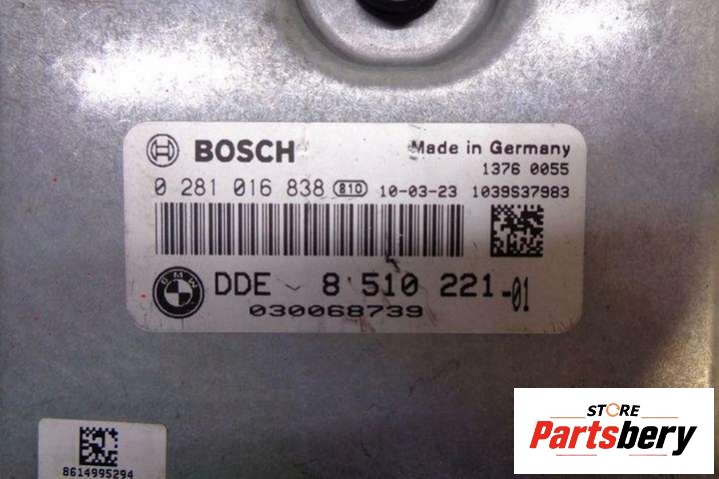 BOSCH Made in Germany
1376 0055
0 281 016 838 810 10-03-23 1039S37983
BMW DDE 8 510 221-01
030068739
8614995294
STORE
Partsbery